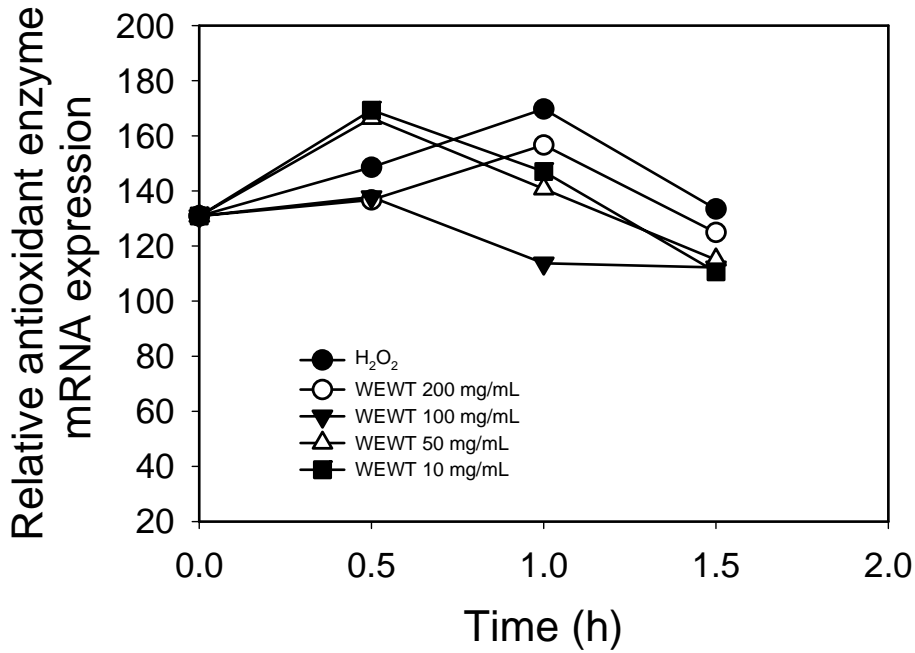 Relative antioxidant enzyme
mRNA expression
200
180
160
140
120
100
80
60
40
20
H₂O₂
WEWT 200 mg/mL
WEWT 100 mg/mL
WEWT 50 mg/mL
WEWT 10 mg/mL
0.0 0.5 1.0 1.5 2.0
Time (h)